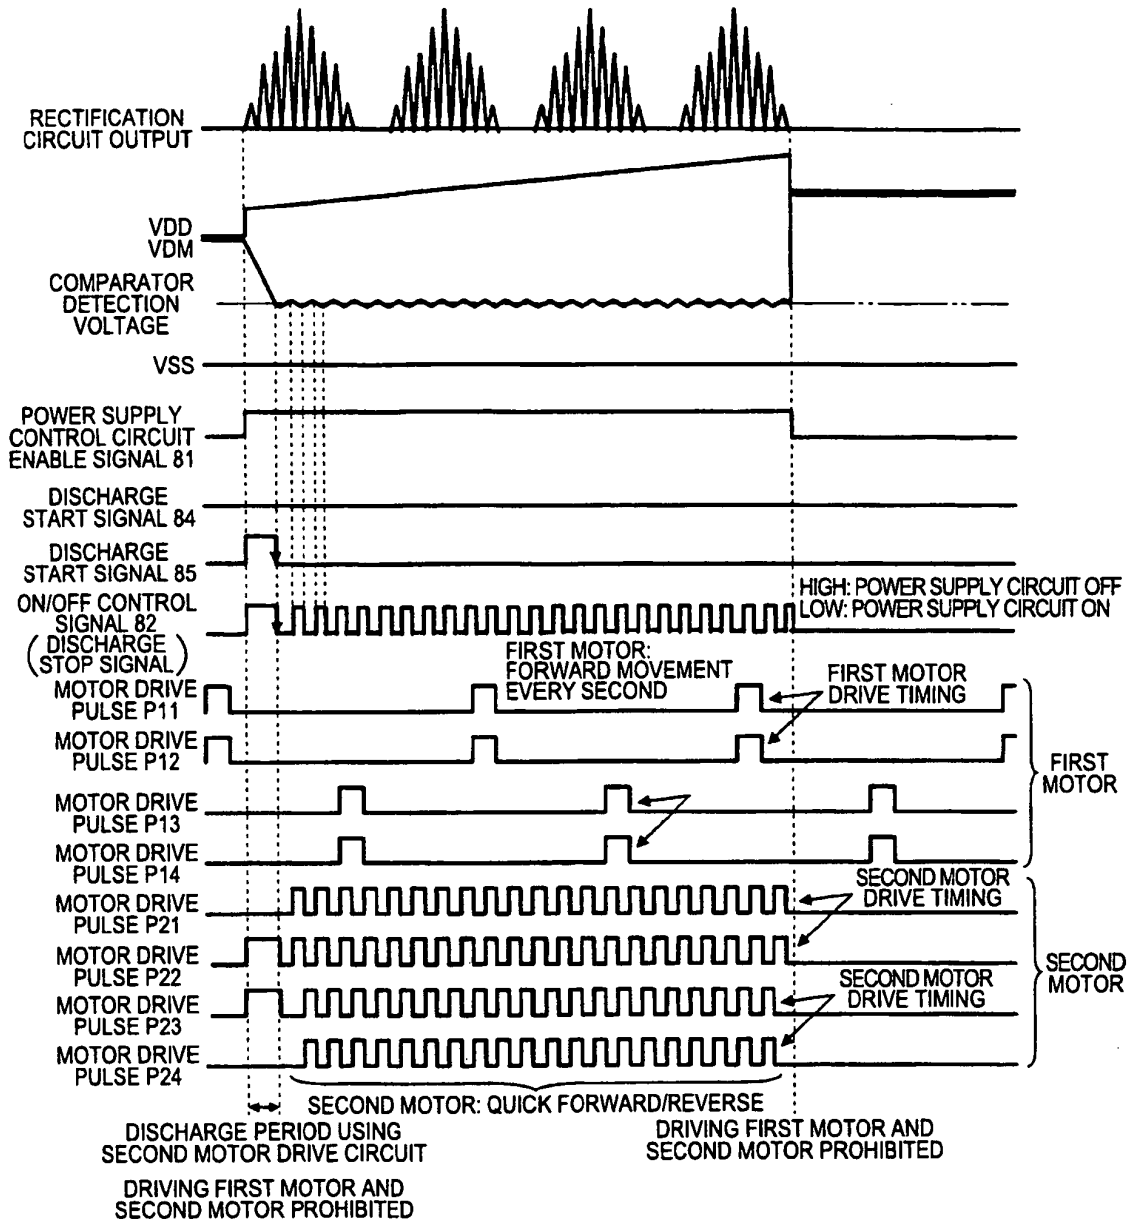 RECTIFICATION
CIRCUIT OUTPUT
VDD
VDM
COMPARATOR
DETECTION
VOLTAGE
VSS
POWER SUPPLY
CONTROL CIRCUIT
ENABLE SIGNAL 81
DISCHARGE
START SIGNAL 84
DISCHARGE
START SIGNAL 85
ON/OFF CONTROL
SIGNAL 82
(DISCHARGE
STOP SIGNAL)
HIGH: POWER SUPPLY CIRCUIT OFF
LOW: POWER SUPPLY CIRCUIT ON
FIRST MOTOR:
FORWARD MOVEMENT
EVERY SECOND
FIRST MOTOR
DRIVE TIMING
MOTOR DRIVE
PULSE P11
MOTOR DRIVE
PULSE P12
MOTOR DRIVE
PULSE P13
MOTOR DRIVE
PULSE P14
FIRST
MOTOR
MOTOR DRIVE
PULSE P21
SECOND MOTOR
DRIVE TIMING
MOTOR DRIVE
PULSE P22
MOTOR DRIVE
PULSE P23
SECOND MOTOR
DRIVE TIMING
MOTOR DRIVE
PULSE P24
SECOND
MOTOR
SECOND MOTOR: QUICK FORWARD/REVERSE
DISCHARGE PERIOD USING
SECOND MOTOR DRIVE CIRCUIT
DRIVING FIRST MOTOR AND
SECOND MOTOR PROHIBITED
DRIVING FIRST MOTOR AND
SECOND MOTOR PROHIBITED